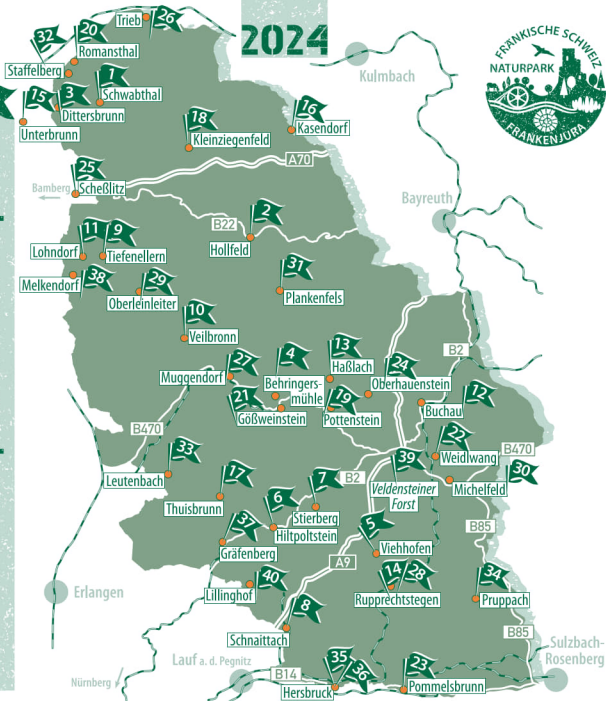 2024
FRÄNKISCHE SCHWEIZ
NATURPARK
FRANKENJURA
26
Trieb
32
20
Romansthal
Staffelberg
Kulmbach
1
Schwabthal
15
3
Dittersbrunn
Unterbrunn
18
Kleinziegenfeld
16
Kasendorf
A70
25
Scheßlitz
Bamberg
Bayreuth
2
B22
Hollfeld
11
9
Lohndorf
Tiefenellern
38
Melkendorf
29
Oberleinleiter
31
Plankenfels
10
Veilbronn
B2
27
Muggendorf
4
Behringers-
mühle
13
Haßlach
24
Oberhauenstein
12
Buchau
21
Gößweinstein
19
Pottenstein
B470
22
Weidlwang
B470
33
Leutenbach
39
Veldensteiner
Forst
30
Michelfeld
17
Thuisbrunn
7
B2
Stierberg
6
Hiltpoltstein
5
Viehhofen
B85
37
Gräfenberg
A9
40
Lillinghof
14
28
Rupprechtstegen
34
Pruppach
Erlangen
8
Schnaittach
B85
Sulzbach-
Rosenberg
Lauf a. d. Pegnitz
35
36
23
Nürnberg
B14
Hersbruck
Pommelsbrunn